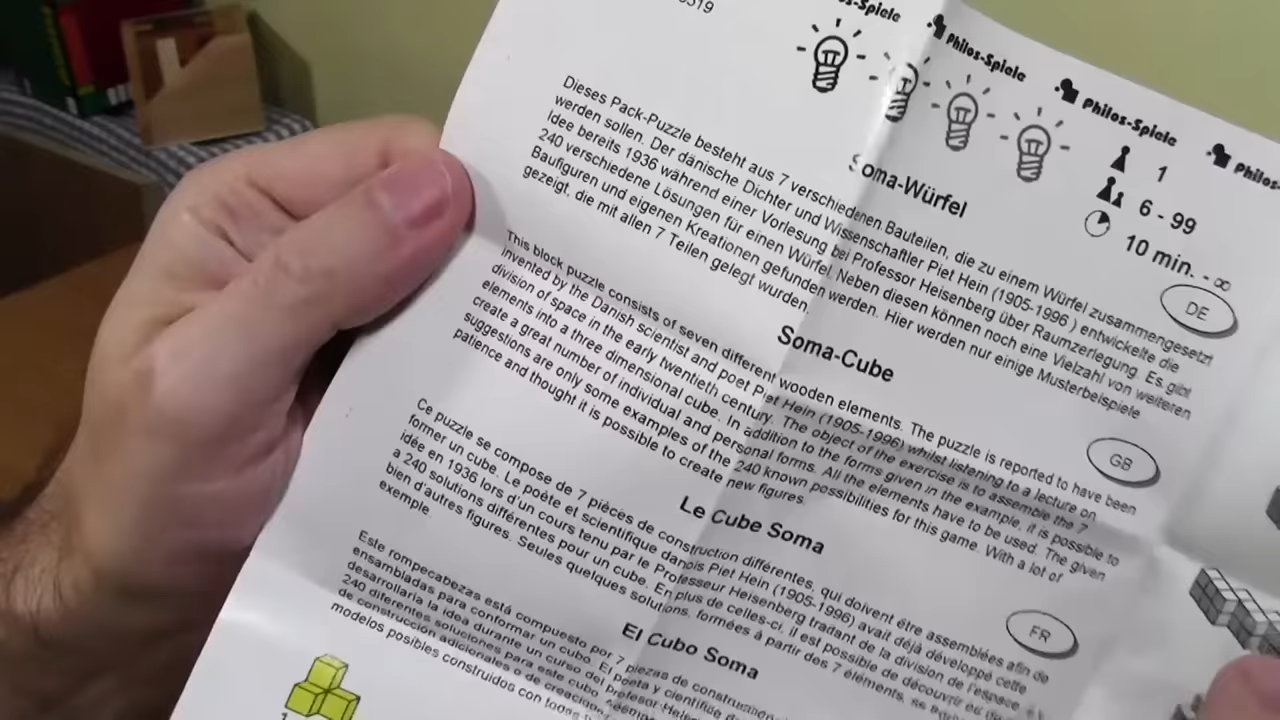 5519
s-Spiele Philos-Spiele Philos-Spiele Philos
1
6 - 99
10 min. - ∞
Soma-Würfel
DE
Dieses Pack-Puzzle besteht aus 7 verschiedenen Bauteilen, die zu einem Würfel zusammengesetzt
werden sollen. Der dänische Dichter und Wissenschaftler Piet Hein (1905-1996 ) entwickelte die
Idee bereits 1936 während einer Vorlesung bei Professor Heisenberg über Raumzerlegung. Es gibt
240 verschiedene Lösungen für einen Würfel. Neben diesen können noch eine Vielzahl von weiteren
Baufiguren und eigenen Kreationen gefunden werden. Hier werden nur einige Musterbeispiele
gezeigt, die mit allen 7 Teilen gelegt wurden.
Soma-Cube
GB
This block puzzle consists of seven different wooden elements. The puzzle is reported to have been
invented by the Danish scientist and poet Piet Hein (1905-1996) whilst listening to a lecture on
division of space in the early twentieth century. The object of the exercise is to assemble the 7
elements into a three dimensional cube. In addition to the forms given in the example, it is possible to
create a great number of individual and personal forms. All the elements have to be used. The given
suggestions are only some examples of the 240 known possibilities for this game. With a lot of
patience and thought it is possible to create new figures.
Le Cube Soma
FR
Ce puzzle se compose de 7 pièces de construction différentes, qui doivent être assemblées afin de
former un cube. Le poète et scientifique danois Piet Hein (1905-1996) avait déjà développé cette
idée en 1936 lors d'un cours tenu par le Professeur Heisenberg traitant de la division de l'espace. Il
a 240 solutions différentes pour un cube. En plus de celles-ci, il est possible de découvrir
bien d'autres figures. Seules quelques solutions, formées à partir des 7 éléments, se
exemple.
El Cubo Soma
Este rompecabezas está compuesto por 7 piezas de construcción
ensambladas para conformar un cubo. El poeta y científico
desarrollaría la idea durante un curso del Profesor
240 diferentes soluciones para este cubo
de construcción adicionales o de
modelos posibles construidos con
1